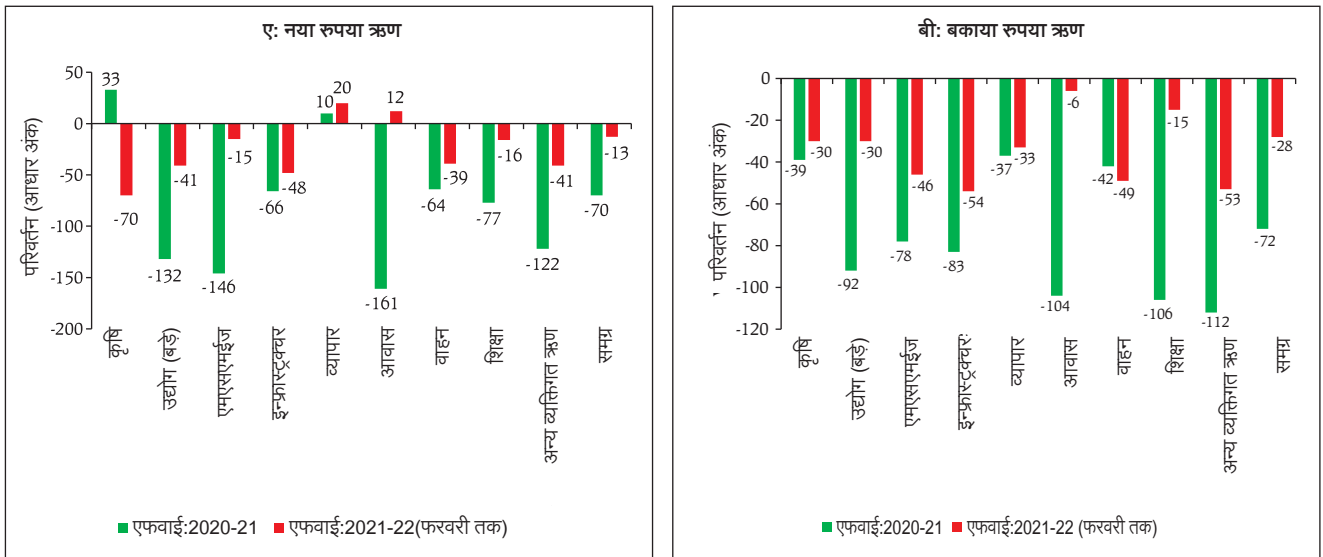 ए: नया रुपया ऋण
परिवर्तन (आधार अंक)
50
0
-50
-100
-150
-200
33
-70
-132
-41
-146
-15
-66
-48
10
20
-161
12
-64
-39
-77
-16
-122
-41
-70
-13
कृषि
उद्योग (बड़े)
एमएसएमईज
इन्फ्रास्ट्रक्चर
व्यापार
आवास
वाहन
शिक्षा
अन्य व्यक्तिगत ऋण
समग्र
एफवाई:2020-21 एफवाई:2021-22(फरवरी तक)
बी: बकाया रुपया ऋण
परिवर्तन (आधार अंक)
0
-20
-40
-60
-80
-100
-120
-39
-30
-92
-30
-78
-46
-83
-54
-37
-33
-104
-6
-42
-49
-106
-15
-112
-53
-72
-28
कृषि
उद्योग (बड़े)
एमएसएमईज
इन्फ्रास्ट्रक्चर
व्यापार
आवास
वाहन
शिक्षा
अन्य व्यक्तिगत ऋण
समग्र
एफवाई:2020-21 एफवाई:2021-22 (फरवरी तक)